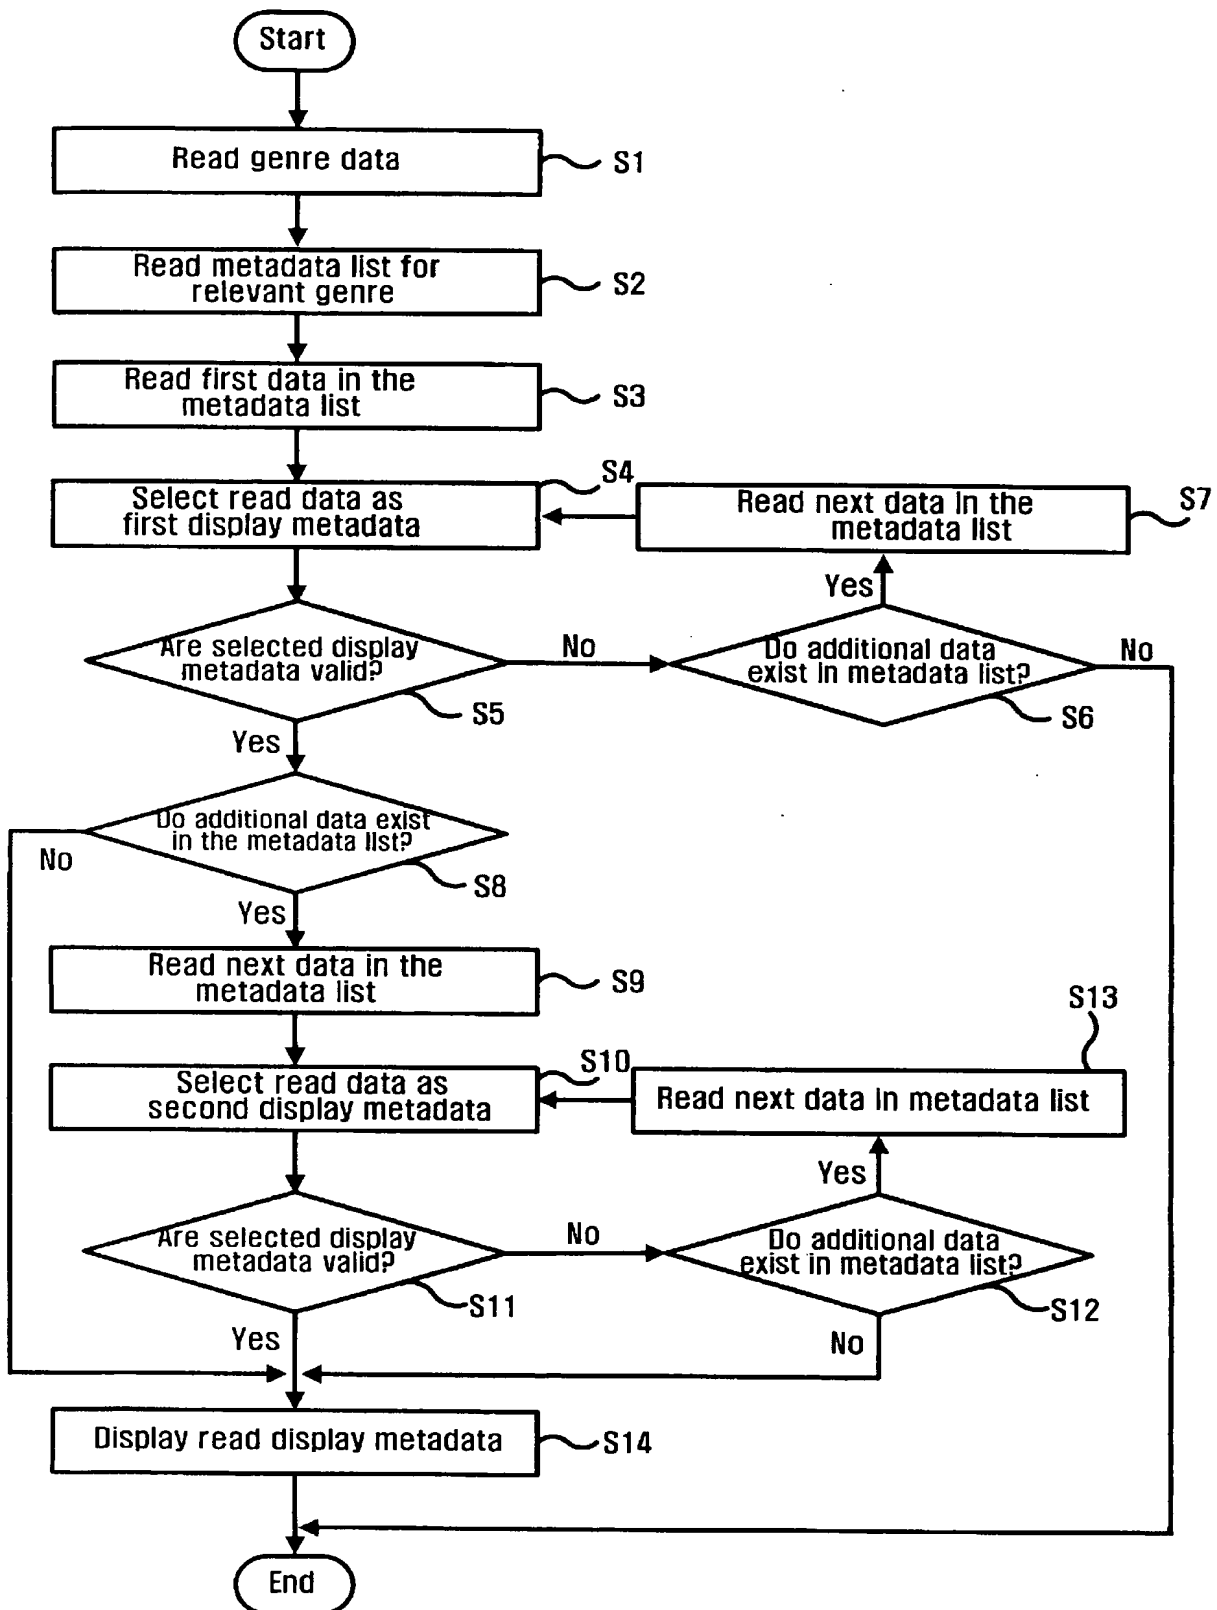 Start
Read genre data
S1
Read metadata list for
relevant genre
S2
Read first data in the
metadata list
S3
Select read data as
first display metadata
S4
Read next data in the
metadata list
S7
Yes
Are selected display
metadata valid?
S5
No
Do additional data
exist in metadata list?
S6
No
Yes
Do additional data exist
in the metadata list?
S8
No
Yes
Read next data in the
metadata list
S9
Select read data as
second display metadata
S10
Read next data in metadata list
S13
Yes
Are selected display
metadata valid?
S11
No
Do additional data
exist in metadata list?
S12
Yes
No
Display read display metadata
S14
End